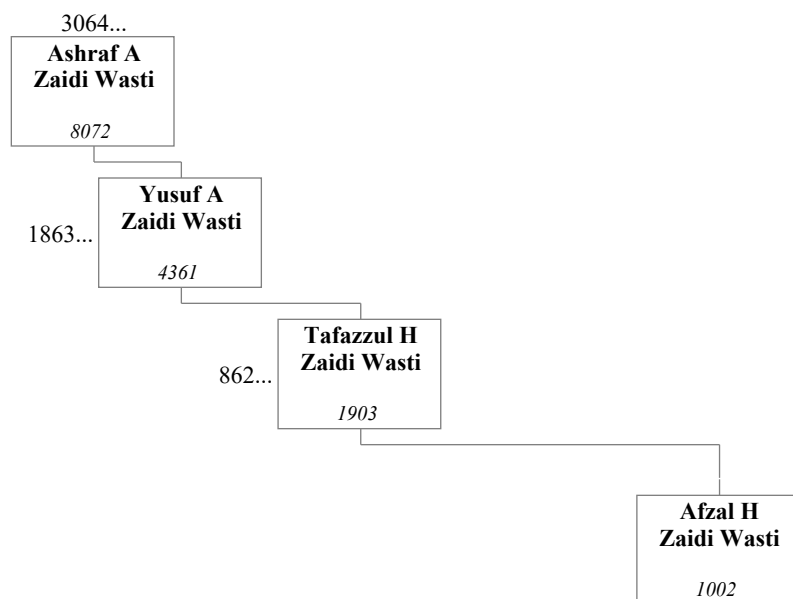 3064...
Ashraf A
Zaidi Wasti
8072
Yusuf A
Zaidi Wasti
1863...
4361
Tafazzul H
Zaidi Wasti
862...
1903
Afzal H
Zaidi Wasti
1002